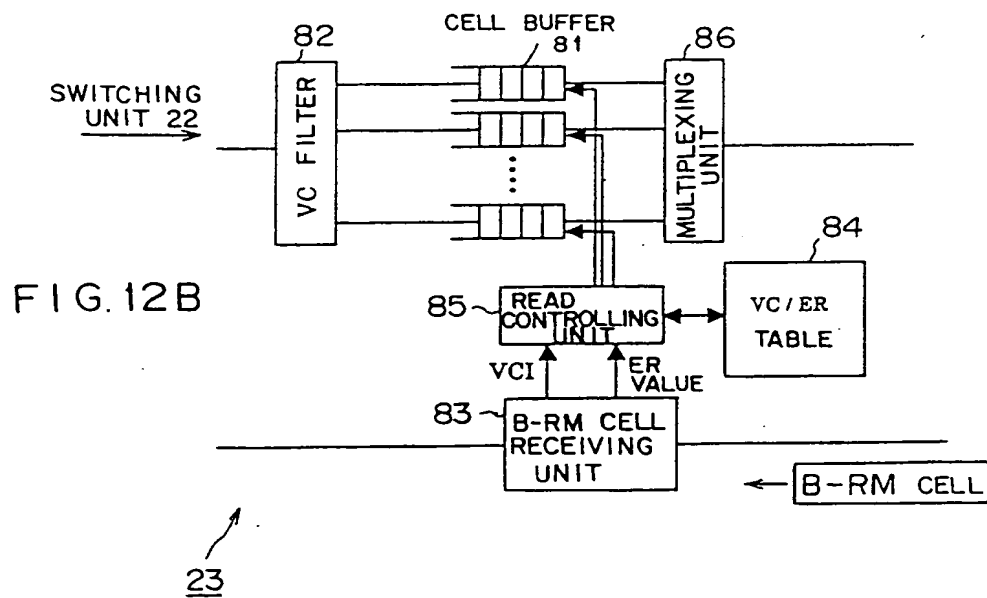 CELL BUFFER
81
82
86
SWITCHING
UNIT 22
VC FILTER
MULTIPLEXING
UNIT
84
FIG. 12B
85
READ
CONTROLLING
UNIT
VC/ER
TABLE
VCI
ER
VALUE
83
B-RM CELL
RECEIVING
UNIT
B-RM CELL
23